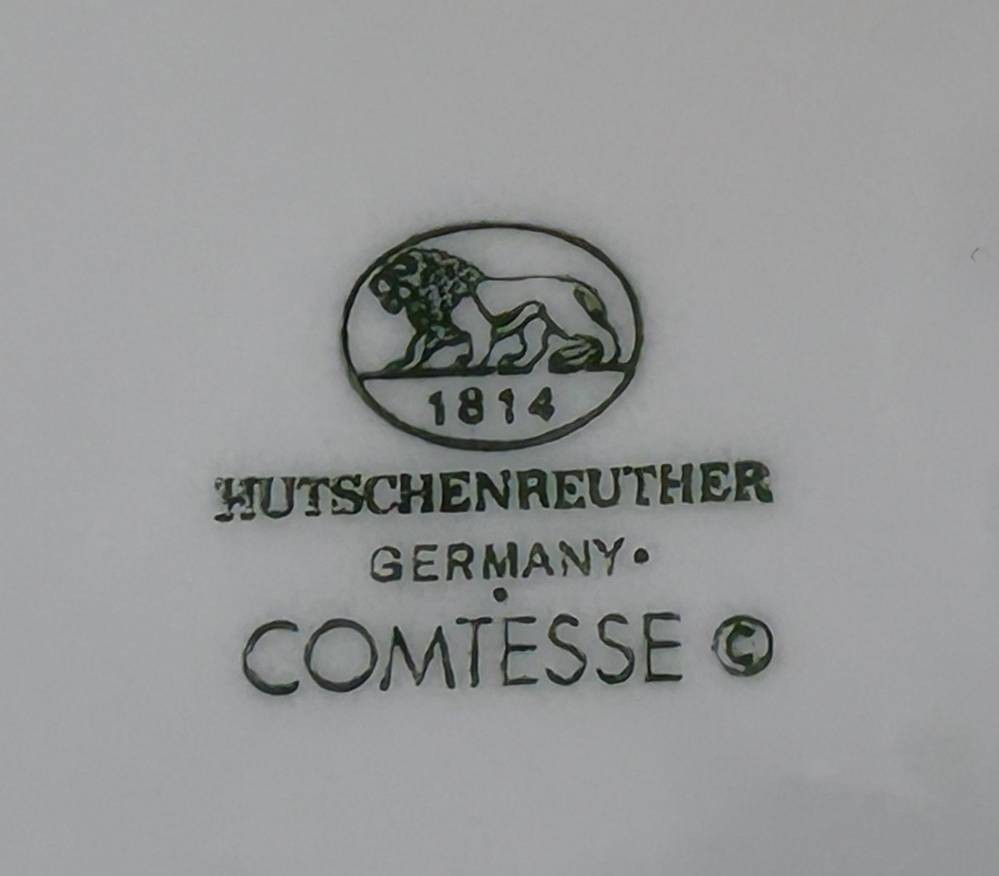 1814
HUTSCHENREUTHER
GERMANY
COMTESSE ©